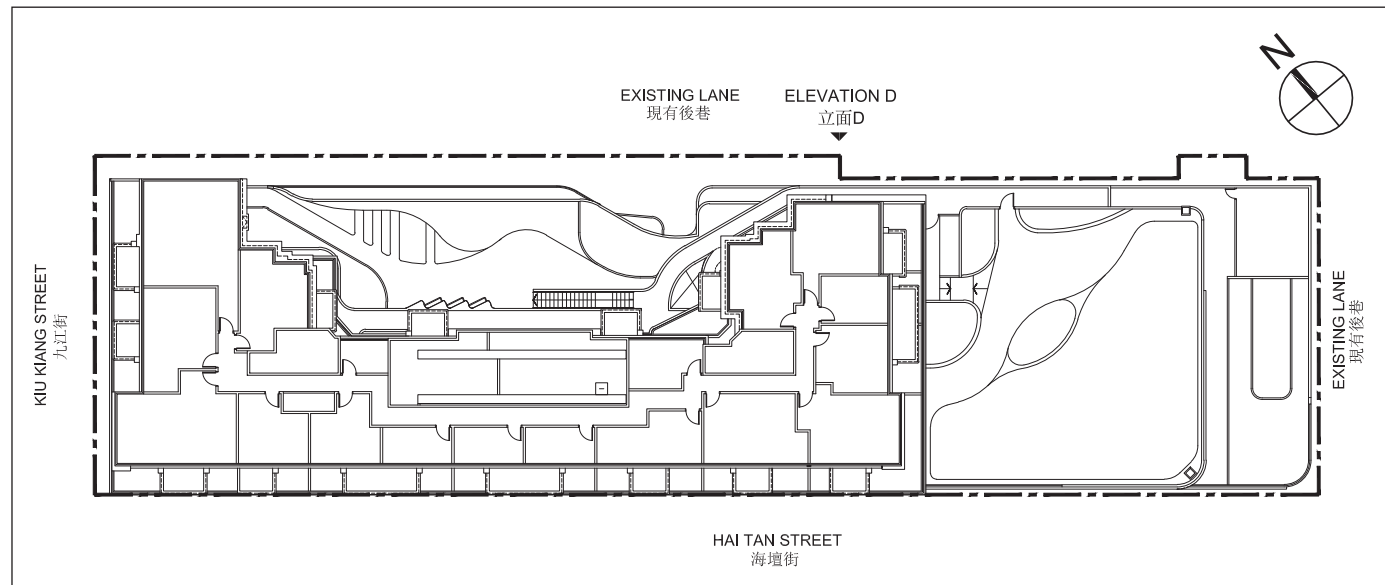 N
EXISTING LANE
現有後巷
ELEVATION D
立面D
KIU KIANG STREET
九江街
EXISTING LANE
現有後巷
HAI TAN STREET
海壇街